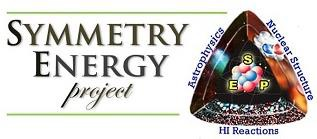 SYMMETRY
ENERGY
project
Astrophysics
Nuclear Structure
S
E P
HI Reactions